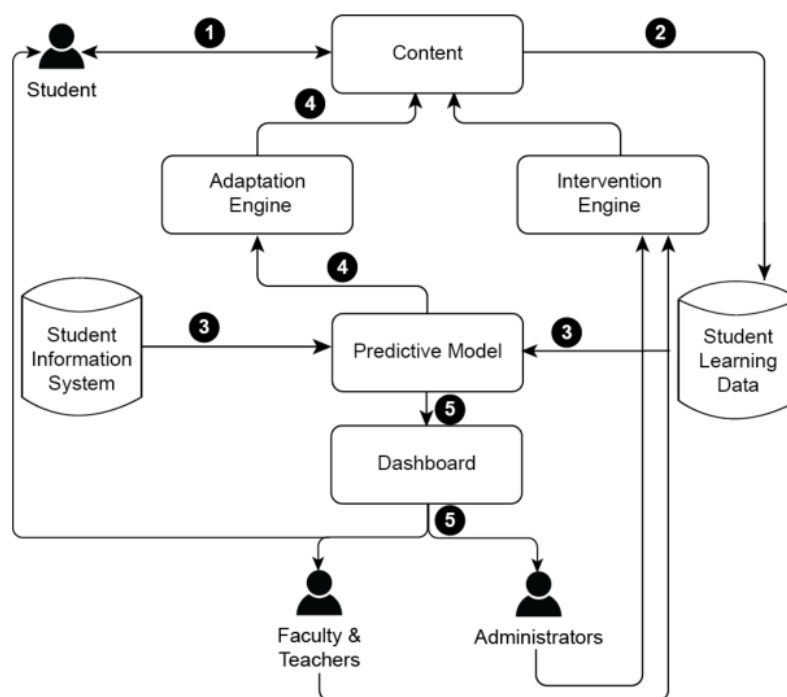 1
2
Content
Student
4
Adaptation
Engine
Intervention
Engine
4
Student
Information
System
3
Predictive Model
3
Student
Learning
Data
5
Dashboard
5
Faculty &
Teachers
Administrators